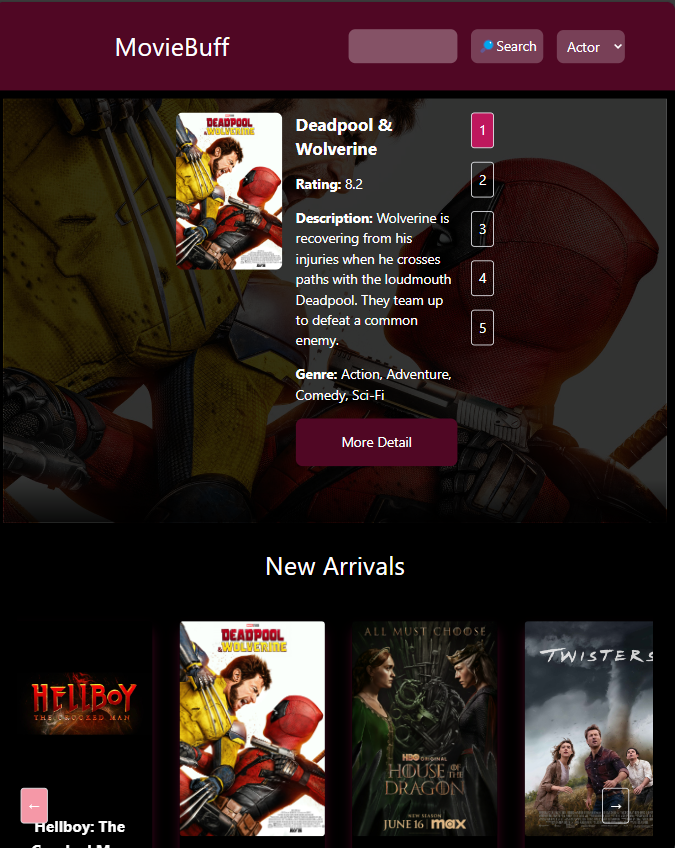 MovieBuff
🔎Search
Actor
DEADPOOL
& WOLVERINE
Deadpool &
Wolverine
Rating: 8.2
Description: Wolverine is
recovering from his
injuries when he crosses
paths with the loudmouth
Deadpool. They team up
to defeat a common
enemy.
Genre: Action, Adventure,
Comedy, Sci-Fi
More Detail
1
2
3
4
5
New Arrivals
HELLBOY
THE CROOKED MAN
←
Hellboy: The
DEADPOOL
& WOLVERINE
ALL MUST CHOOSE
HBO ORIGINAL
HOUSE OF THE
DRAGON
NEW SEASON
JUNE 16 max
TWISTERS
→